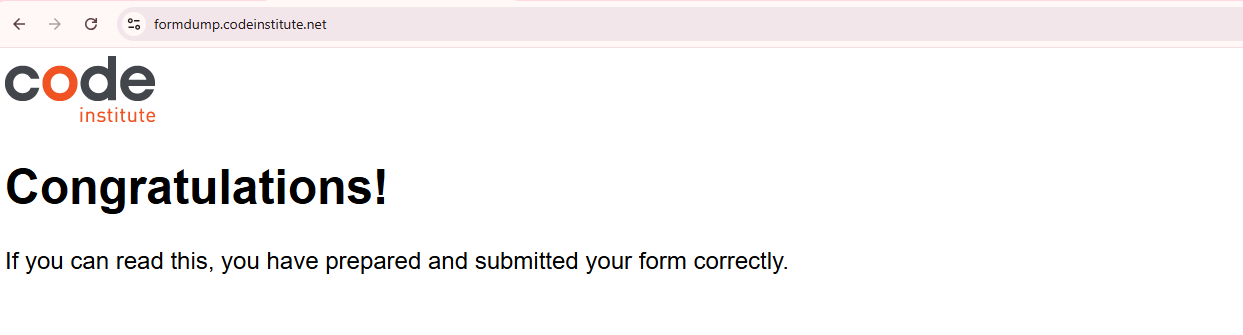 formdump.codeinstitute.net
code
institute
Congratulations!
If you can read this, you have prepared and submitted your form correctly.